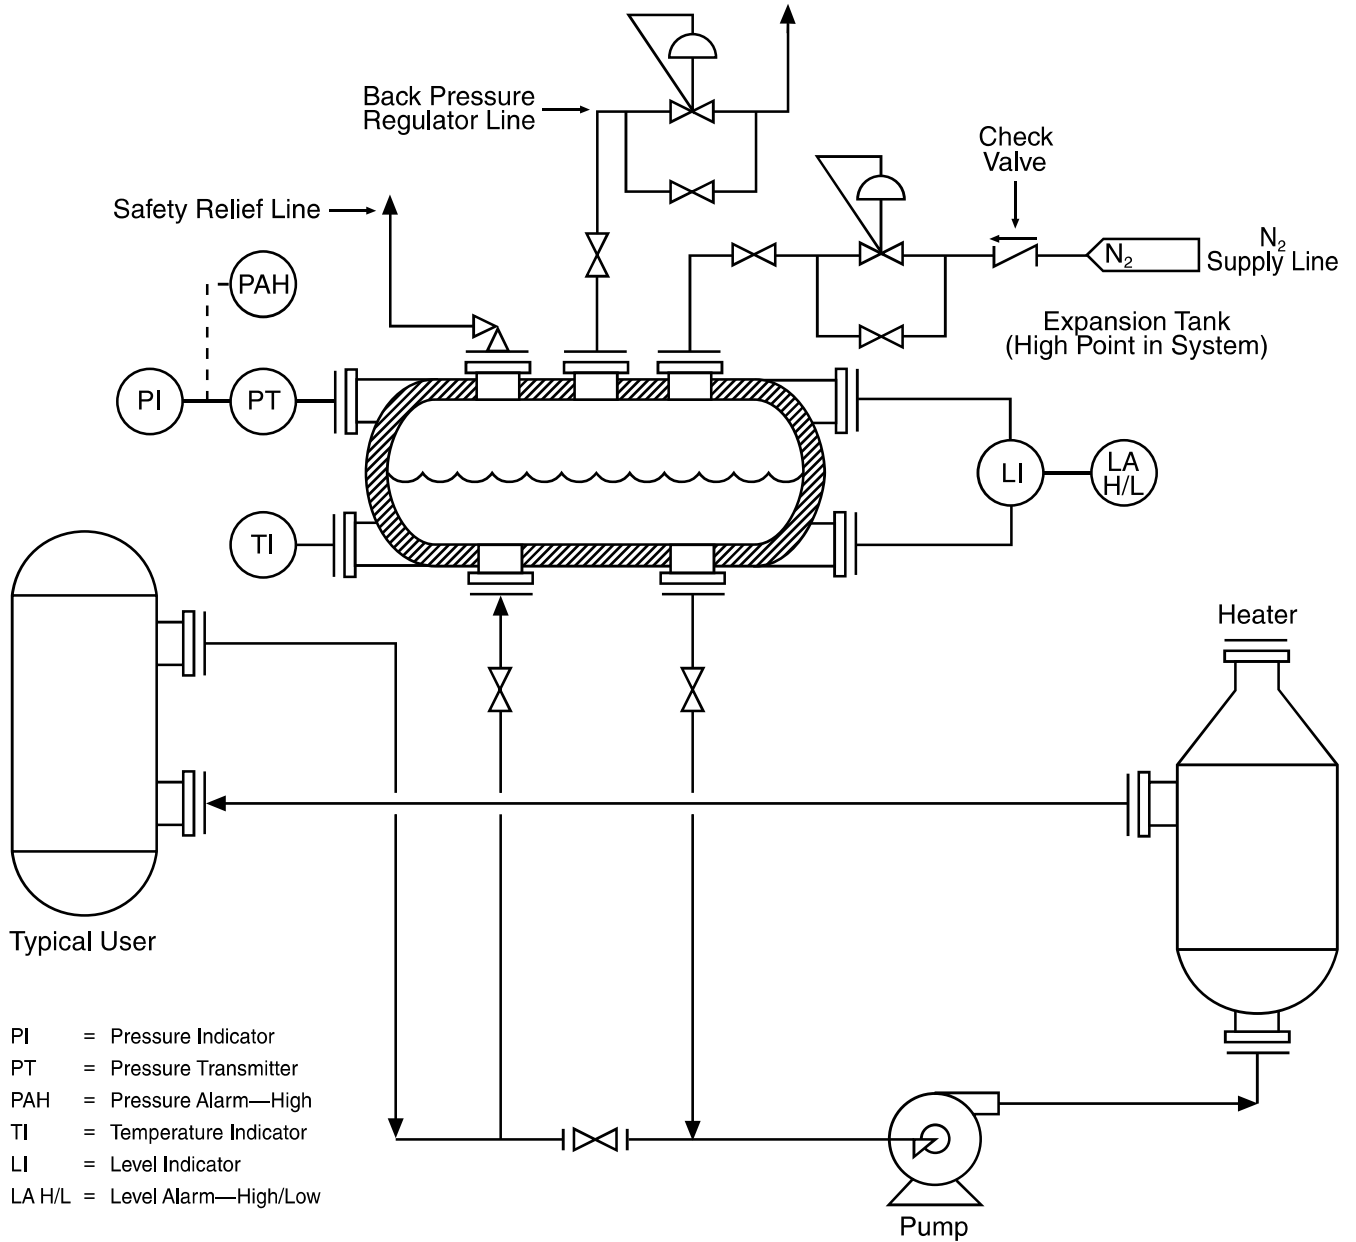 Back Pressure
Regulator Line
Check
Valve
Safety Relief Line
N2
N2
Supply Line
PAH
Expansion Tank
(High Point in System)
PI
PT
LI
LA
H/L
TI
Heater
Typical User
PI = Pressure Indicator
PT = Pressure Transmitter
PAH = Pressure Alarm—High
TI = Temperature Indicator
LI = Level Indicator
LA H/L = Level Alarm—High/Low
Pump